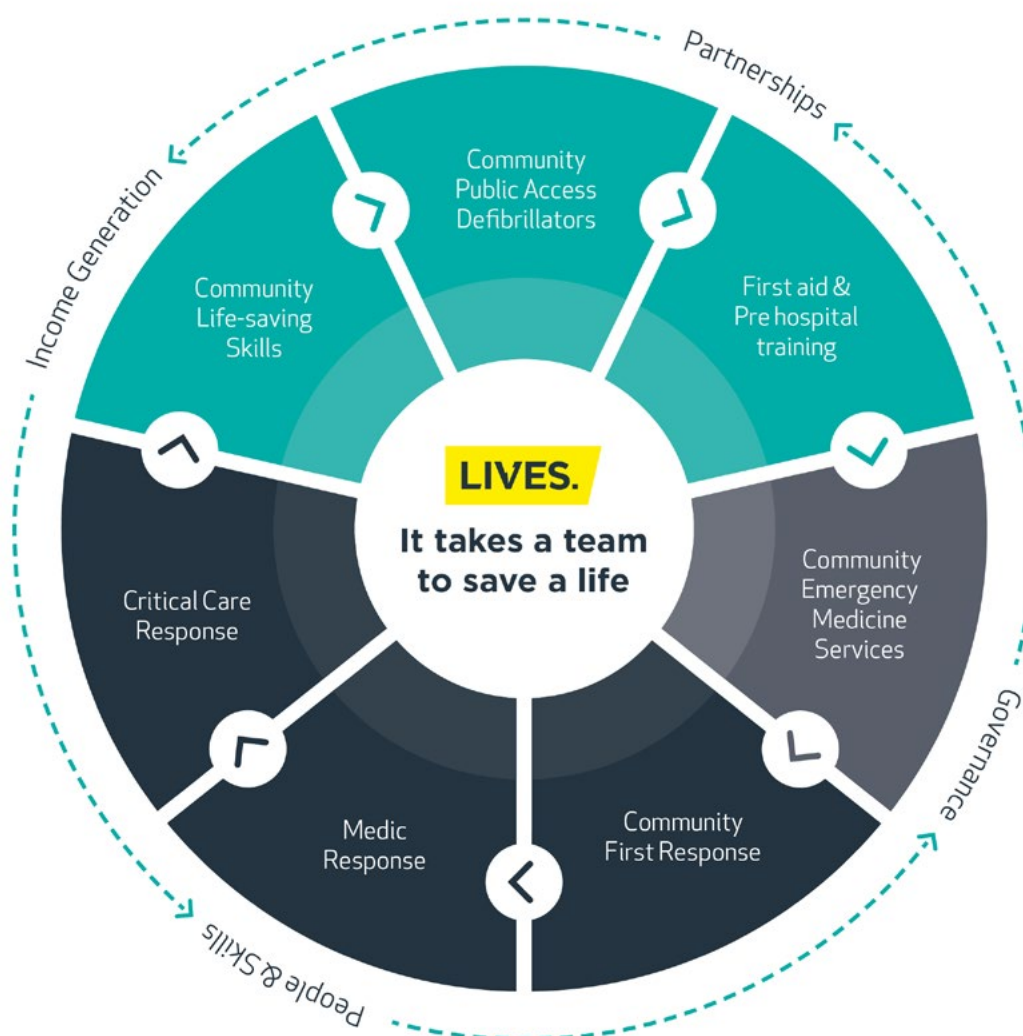 Partnerships
Income Generation
Community
Public Access
Defibrillators
Community
Life-saving
Skills
First aid &
Pre hospital
training
LIVES.
It takes a team
to save a life
Critical Care
Response
Community
Emergency
Medicine
Services
Medic
Response
Community
First Response
Governance
People & Skills